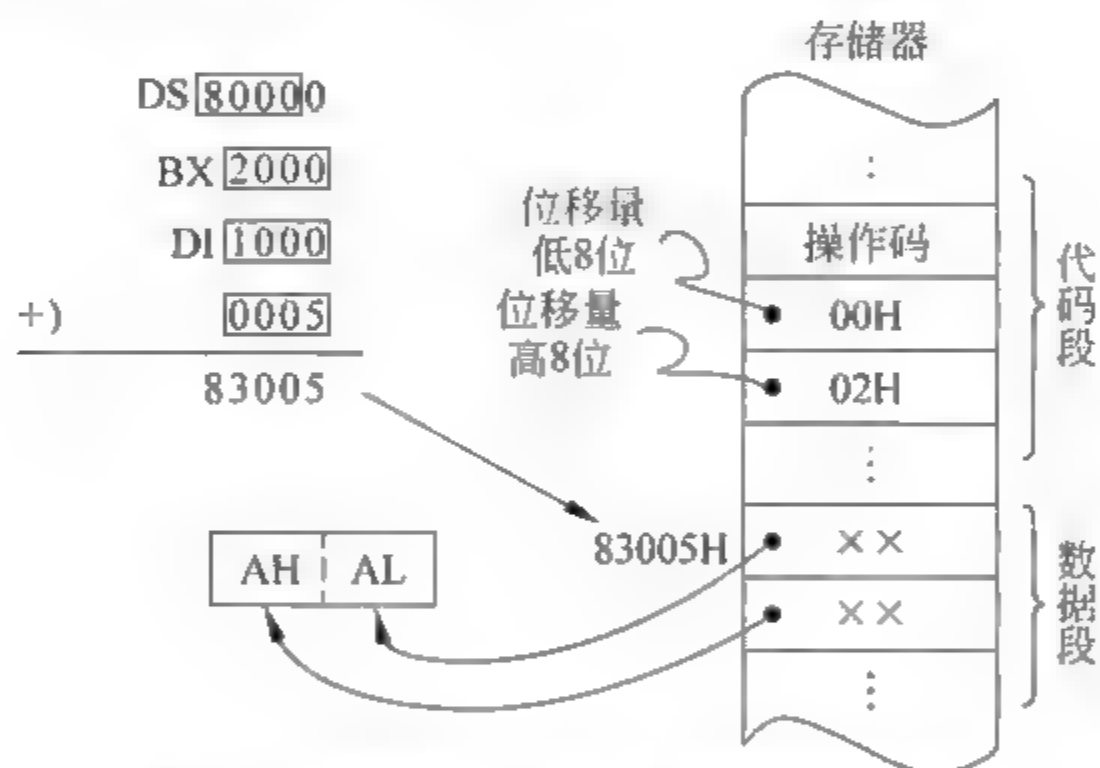 存储器
DS 80000
BX 2000
DI 1000
+) 0005
83005
位移量
低8位
位移量
高8位
:
操作码
00H
02H
⋮
代码段
83005H
××
××
⋮
数据段
AH AL